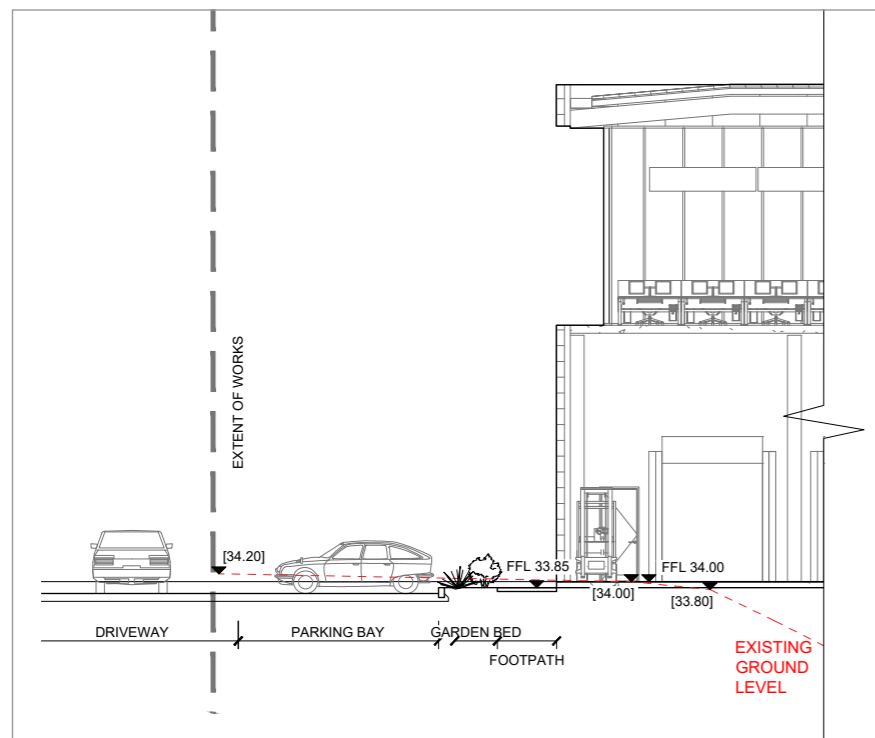 EXTENT OF WORKS
[34.20]
FFL 33.85
FFL 34.00
[34.00]
[33.80]
DRIVEWAY
PARKING BAY
GARDEN BED
FOOTPATH
EXISTING
GROUND
LEVEL